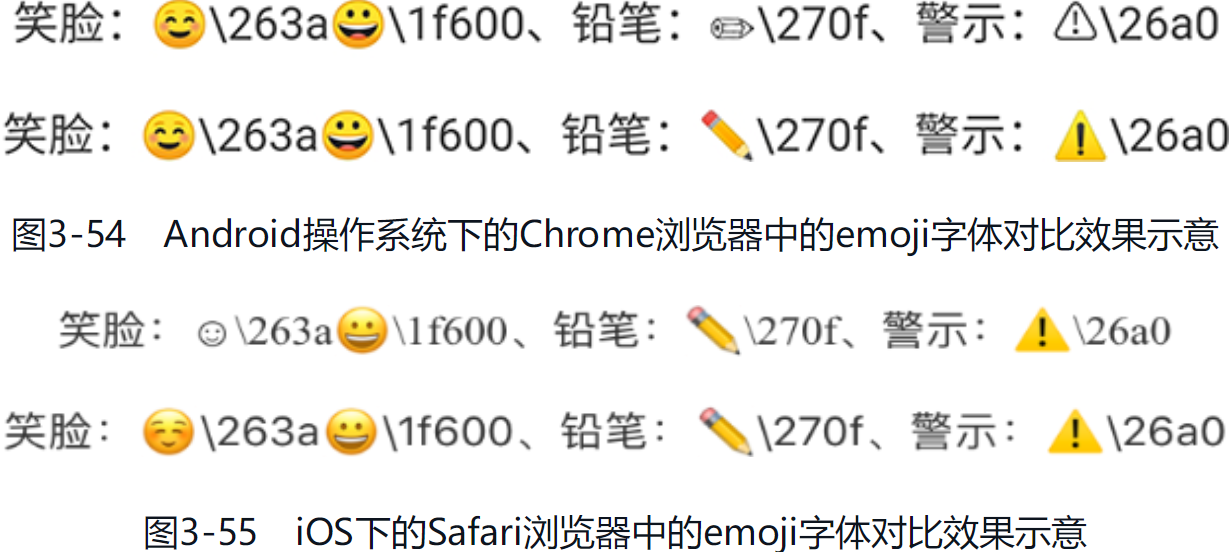 笑脸：😊\263a😀\1f600、铅笔：✏\270f、警示：⚠\26a0
笑脸：😊\263a😀\1f600、铅笔：✏️\270f、警示：⚠️\26a0
图3-54 Android操作系统下的Chrome浏览器中的emoji字体对比效果示意
笑脸：☺\263a😀\1f600、铅笔：✏️\270f、警示：⚠️\26a0
笑脸：☺️\263a😀\1f600、铅笔：✏️\270f、警示：⚠️\26a0
图3-55 iOS下的Safari浏览器中的emoji字体对比效果示意